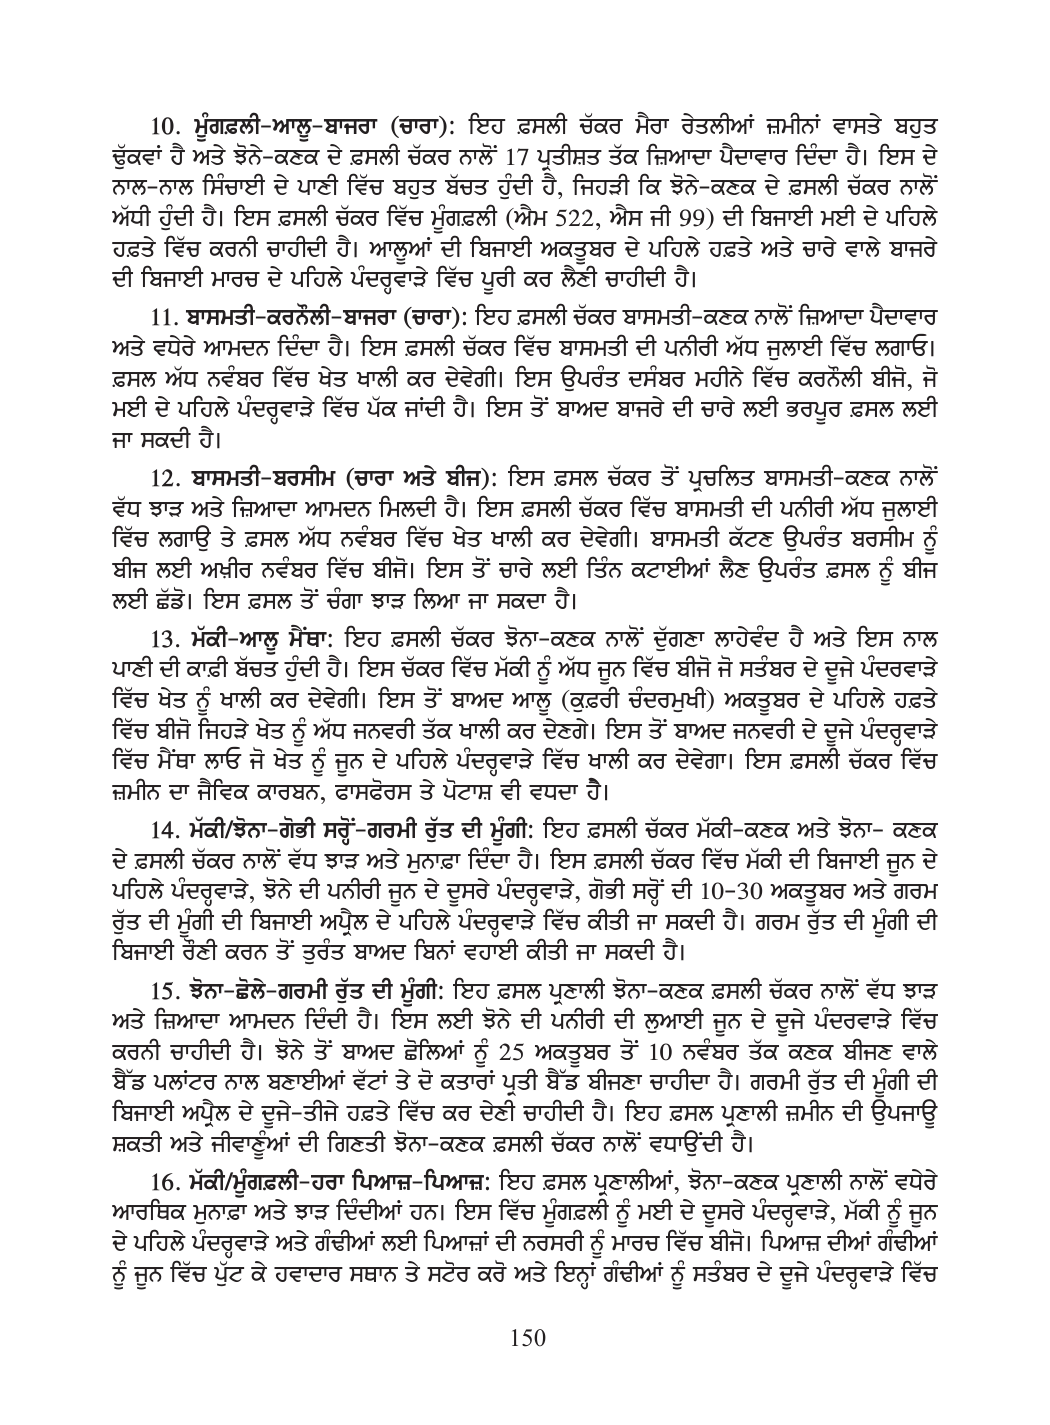 10. ਮੂੰਗਫ਼ਲੀ-ਆਲੂ-ਬਾਜਰਾ (ਚਾਰਾ): ਇਹ ਫ਼ਸਲੀ ਚੱਕਰ ਮੈਰਾ ਰੇਤਲੀਆਂ ਜ਼ਮੀਨਾਂ ਵਾਸਤੇ ਬਹੁਤ
ਢੁੱਕਵਾਂ ਹੈ ਅਤੇ ਝੋਨੇ-ਕਣਕ ਦੇ ਫ਼ਸਲੀ ਚੱਕਰ ਨਾਲੋਂ 17 ਪ੍ਰਤੀਸ਼ਤ ਤੱਕ ਜ਼ਿਆਦਾ ਪੈਦਾਵਾਰ ਦਿੰਦਾ ਹੈ। ਇਸ ਦੇ
ਨਾਲ-ਨਾਲ ਸਿੰਚਾਈ ਦੇ ਪਾਣੀ ਵਿੱਚ ਬਹੁਤ ਬੱਚਤ ਹੁੰਦੀ ਹੈ, ਜਿਹੜੀ ਕਿ ਝੋਨੇ-ਕਣਕ ਦੇ ਫ਼ਸਲੀ ਚੱਕਰ ਨਾਲੋਂ
ਅੱਧੀ ਹੁੰਦੀ ਹੈ। ਇਸ ਫ਼ਸਲੀ ਚੱਕਰ ਵਿੱਚ ਮੂੰਗਫ਼ਲੀ (ਐਮ 522, ਐਸ ਜੀ 99) ਦੀ ਬਿਜਾਈ ਮਈ ਦੇ ਪਹਿਲੇ
ਹਫ਼ਤੇ ਵਿੱਚ ਕਰਨੀ ਚਾਹੀਦੀ ਹੈ। ਆਲੂਆਂ ਦੀ ਬਿਜਾਈ ਅਕਤੂਬਰ ਦੇ ਪਹਿਲੇ ਹਫ਼ਤੇ ਅਤੇ ਚਾਰੇ ਵਾਲੇ ਬਾਜਰੇ
ਦੀ ਬਿਜਾਈ ਮਾਰਚ ਦੇ ਪਹਿਲੇ ਪੰਦਰ੍ਹਵਾੜੇ ਵਿੱਚ ਪੂਰੀ ਕਰ ਲੈਣੀ ਚਾਹੀਦੀ ਹੈ।
11. ਬਾਸਮਤੀ-ਕਰਨੌਲੀ-ਬਾਜਰਾ (ਚਾਰਾ): ਇਹ ਫ਼ਸਲੀ ਚੱਕਰ ਬਾਸਮਤੀ-ਕਣਕ ਨਾਲੋਂ ਜ਼ਿਆਦਾ ਪੈਦਾਵਾਰ
ਅਤੇ ਵਧੇਰੇ ਆਮਦਨ ਦਿੰਦਾ ਹੈ। ਇਸ ਫ਼ਸਲੀ ਚੱਕਰ ਵਿੱਚ ਬਾਸਮਤੀ ਦੀ ਪਨੀਰੀ ਅੱਧ ਜੁਲਾਈ ਵਿੱਚ ਲਗਾਓ।
ਫ਼ਸਲ ਅੱਧ ਨਵੰਬਰ ਵਿੱਚ ਖੇਤ ਖਾਲੀ ਕਰ ਦੇਵੇਗੀ। ਇਸ ਉਪਰੰਤ ਦਸੰਬਰ ਮਹੀਨੇ ਵਿੱਚ ਕਰਨੌਲੀ ਬੀਜੋ, ਜੋ
ਮਈ ਦੇ ਪਹਿਲੇ ਪੰਦਰ੍ਹਵਾੜੇ ਵਿੱਚ ਪੱਕ ਜਾਂਦੀ ਹੈ। ਇਸ ਤੋਂ ਬਾਅਦ ਬਾਜਰੇ ਦੀ ਚਾਰੇ ਲਈ ਭਰਪੂਰ ਫ਼ਸਲ ਲਈ
ਜਾ ਸਕਦੀ ਹੈ।
12. ਬਾਸਮਤੀ-ਬਰਸੀਮ (ਚਾਰਾ ਅਤੇ ਬੀਜ): ਇਸ ਫ਼ਸਲ ਚੱਕਰ ਤੋਂ ਪ੍ਰਚਲਿਤ ਬਾਸਮਤੀ-ਕਣਕ ਨਾਲੋਂ
ਵੱਧ ਝਾੜ ਅਤੇ ਜ਼ਿਆਦਾ ਆਮਦਨ ਮਿਲਦੀ ਹੈ। ਇਸ ਫ਼ਸਲੀ ਚੱਕਰ ਵਿੱਚ ਬਾਸਮਤੀ ਦੀ ਪਨੀਰੀ ਅੱਧ ਜੁਲਾਈ
ਵਿੱਚ ਲਗਾਉ ਤੇ ਫ਼ਸਲ ਅੱਧ ਨਵੰਬਰ ਵਿੱਚ ਖੇਤ ਖਾਲੀ ਕਰ ਦੇਵੇਗੀ। ਬਾਸਮਤੀ ਕੱਟਣ ਉਪਰੰਤ ਬਰਸੀਮ ਨੂੰ
ਬੀਜ ਲਈ ਅਖ਼ੀਰ ਨਵੰਬਰ ਵਿੱਚ ਬੀਜੋ। ਇਸ ਤੋਂ ਚਾਰੇ ਲਈ ਤਿੰਨ ਕਟਾਈਆਂ ਲੈਣ ਉਪਰੰਤ ਫ਼ਸਲ ਨੂੰ ਬੀਜ
ਲਈ ਛੱਡੋ। ਇਸ ਫ਼ਸਲ ਤੋਂ ਚੰਗਾ ਝਾੜ ਲਿਆ ਜਾ ਸਕਦਾ ਹੈ।
13. ਮੱਕੀ-ਆਲੂ ਮੈਂਥਾ: ਇਹ ਫ਼ਸਲੀ ਚੱਕਰ ਝੋਨਾ-ਕਣਕ ਨਾਲੋਂ ਦੁੱਗਣਾ ਲਾਹੇਵੰਦ ਹੈ ਅਤੇ ਇਸ ਨਾਲ
ਪਾਣੀ ਦੀ ਕਾਫ਼ੀ ਬੱਚਤ ਹੁੰਦੀ ਹੈ। ਇਸ ਚੱਕਰ ਵਿੱਚ ਮੱਕੀ ਨੂੰ ਅੱਧ ਜੂਨ ਵਿੱਚ ਬੀਜੋ ਜੋ ਸਤੰਬਰ ਦੇ ਦੂਜੇ ਪੰਦਰਵਾੜੇ
ਵਿੱਚ ਖੇਤ ਨੂੰ ਖਾਲੀ ਕਰ ਦੇਵੇਗੀ। ਇਸ ਤੋਂ ਬਾਅਦ ਆਲੂ (ਕੁਫ਼ਰੀ ਚੰਦਰਮੁਖੀ) ਅਕਤੂਬਰ ਦੇ ਪਹਿਲੇ ਹਫ਼ਤੇ
ਵਿੱਚ ਬੀਜੋ ਜਿਹੜੇ ਖੇਤ ਨੂੰ ਅੱਧ ਜਨਵਰੀ ਤੱਕ ਖਾਲੀ ਕਰ ਦੇਣਗੇ। ਇਸ ਤੋਂ ਬਾਅਦ ਜਨਵਰੀ ਦੇ ਦੂਜੇ ਪੰਦਰ੍ਹਵਾੜੇ
ਵਿੱਚ ਮੈਂਥਾ ਲਾਓ ਜੋ ਖੇਤ ਨੂੰ ਜੂਨ ਦੇ ਪਹਿਲੇ ਪੰਦਰ੍ਹਵਾੜੇ ਵਿੱਚ ਖਾਲੀ ਕਰ ਦੇਵੇਗਾ। ਇਸ ਫ਼ਸਲੀ ਚੱਕਰ ਵਿੱਚ
ਜ਼ਮੀਨ ਦਾ ਜੈਵਿਕ ਕਾਰਬਨ, ਫਾਸਫੋਰਸ ਤੇ ਪੋਟਾਸ਼ ਵੀ ਵਧਦਾ ਹੈ।
14. ਮੱਕੀ/ਝੋਨਾ-ਗੋਭੀ ਸਰ੍ਹੋਂ-ਗਰਮੀ ਰੁੱਤ ਦੀ ਮੂੰਗੀ: ਇਹ ਫ਼ਸਲੀ ਚੱਕਰ ਮੱਕੀ-ਕਣਕ ਅਤੇ ਝੋਨਾ- ਕਣਕ
ਦੇ ਫ਼ਸਲੀ ਚੱਕਰ ਨਾਲੋਂ ਵੱਧ ਝਾੜ ਅਤੇ ਮੁਨਾਫ਼ਾ ਦਿੰਦਾ ਹੈ। ਇਸ ਫ਼ਸਲੀ ਚੱਕਰ ਵਿੱਚ ਮੱਕੀ ਦੀ ਬਿਜਾਈ ਜੂਨ ਦੇ
ਪਹਿਲੇ ਪੰਦਰ੍ਹਵਾੜੇ, ਝੋਨੇ ਦੀ ਪਨੀਰੀ ਜੂਨ ਦੇ ਦੂਸਰੇ ਪੰਦਰ੍ਹਵਾੜੇ, ਗੋਭੀ ਸਰ੍ਹੋਂ ਦੀ 10-30 ਅਕਤੂਬਰ ਅਤੇ ਗਰਮ
ਰੁੱਤ ਦੀ ਮੂੰਗੀ ਦੀ ਬਿਜਾਈ ਅਪ੍ਰੈਲ ਦੇ ਪਹਿਲੇ ਪੰਦਰ੍ਹਵਾੜੇ ਵਿੱਚ ਕੀਤੀ ਜਾ ਸਕਦੀ ਹੈ। ਗਰਮ ਰੁੱਤ ਦੀ ਮੂੰਗੀ ਦੀ
ਬਿਜਾਈ ਰੌਣੀ ਕਰਨ ਤੋਂ ਤੁਰੰਤ ਬਾਅਦ ਬਿਨਾਂ ਵਹਾਈ ਕੀਤੀ ਜਾ ਸਕਦੀ ਹੈ।
15. ਝੋਨਾ-ਛੋਲੇ-ਗਰਮੀ ਰੁੱਤ ਦੀ ਮੂੰਗੀ: ਇਹ ਫ਼ਸਲ ਪ੍ਰਣਾਲੀ ਝੋਨਾ-ਕਣਕ ਫ਼ਸਲੀ ਚੱਕਰ ਨਾਲੋਂ ਵੱਧ ਝਾੜ
ਅਤੇ ਜ਼ਿਆਦਾ ਆਮਦਨ ਦਿੰਦੀ ਹੈ। ਇਸ ਲਈ ਝੋਨੇ ਦੀ ਪਨੀਰੀ ਦੀ ਲੁਆਈ ਜੂਨ ਦੇ ਦੂਜੇ ਪੰਦਰਵਾੜੇ ਵਿੱਚ
ਕਰਨੀ ਚਾਹੀਦੀ ਹੈ। ਝੋਨੇ ਤੋਂ ਬਾਅਦ ਛੋਲਿਆਂ ਨੂੰ 25 ਅਕਤੂਬਰ ਤੋਂ 10 ਨਵੰਬਰ ਤੱਕ ਕਣਕ ਬੀਜਣ ਵਾਲੇ
ਬੈੱਡ ਪਲਾਂਟਰ ਨਾਲ ਬਣਾਈਆਂ ਵੱਟਾਂ ਤੇ ਦੋ ਕਤਾਰਾਂ ਪ੍ਰਤੀ ਬੈੱਡ ਬੀਜਣਾ ਚਾਹੀਦਾ ਹੈ। ਗਰਮੀ ਰੁੱਤ ਦੀ ਮੂੰਗੀ ਦੀ
ਬਿਜਾਈ ਅਪ੍ਰੈਲ ਦੇ ਦੂਜੇ-ਤੀਜੇ ਹਫ਼ਤੇ ਵਿੱਚ ਕਰ ਦੇਣੀ ਚਾਹੀਦੀ ਹੈ। ਇਹ ਫ਼ਸਲ ਪ੍ਰਣਾਲੀ ਜ਼ਮੀਨ ਦੀ ਉਪਜਾਊ
ਸ਼ਕਤੀ ਅਤੇ ਜੀਵਾਣੂੰਆਂ ਦੀ ਗਿਣਤੀ ਝੋਨਾ-ਕਣਕ ਫ਼ਸਲੀ ਚੱਕਰ ਨਾਲੋਂ ਵਧਾਉਂਦੀ ਹੈ।
16. ਮੱਕੀ/ਮੂੰਗਫ਼ਲੀ-ਹਰਾ ਪਿਆਜ਼-ਪਿਆਜ਼: ਇਹ ਫ਼ਸਲ ਪ੍ਰਣਾਲੀਆਂ, ਝੋਨਾ-ਕਣਕ ਪ੍ਰਣਾਲੀ ਨਾਲੋਂ ਵਧੇਰੇ
ਆਰਥਿਕ ਮੁਨਾਫ਼ਾ ਅਤੇ ਝਾੜ ਦਿੰਦੀਆਂ ਹਨ। ਇਸ ਵਿੱਚ ਮੂੰਗਫਲੀ ਨੂੰ ਮਈ ਦੇ ਦੂਸਰੇ ਪੰਦਰ੍ਹਵਾੜੇ, ਮੱਕੀ ਨੂੰ ਜੂਨ
ਦੇ ਪਹਿਲੇ ਪੰਦਰ੍ਹਵਾੜੇ ਅਤੇ ਗੰਢੀਆਂ ਲਈ ਪਿਆਜ਼ਾਂ ਦੀ ਨਰਸਰੀ ਨੂੰ ਮਾਰਚ ਵਿੱਚ ਬੀਜੋ। ਪਿਆਜ਼ ਦੀਆਂ ਗੰਢੀਆਂ
ਨੂੰ ਜੂਨ ਵਿੱਚ ਪੁੱਟ ਕੇ ਹਵਾਦਾਰ ਸਥਾਨ ਤੇ ਸਟੋਰ ਕਰੋ ਅਤੇ ਇਨ੍ਹਾਂ ਗੰਢੀਆਂ ਨੂੰ ਸਤੰਬਰ ਦੇ ਦੂਜੇ ਪੰਦਰ੍ਹਵਾੜੇ ਵਿੱਚ
150